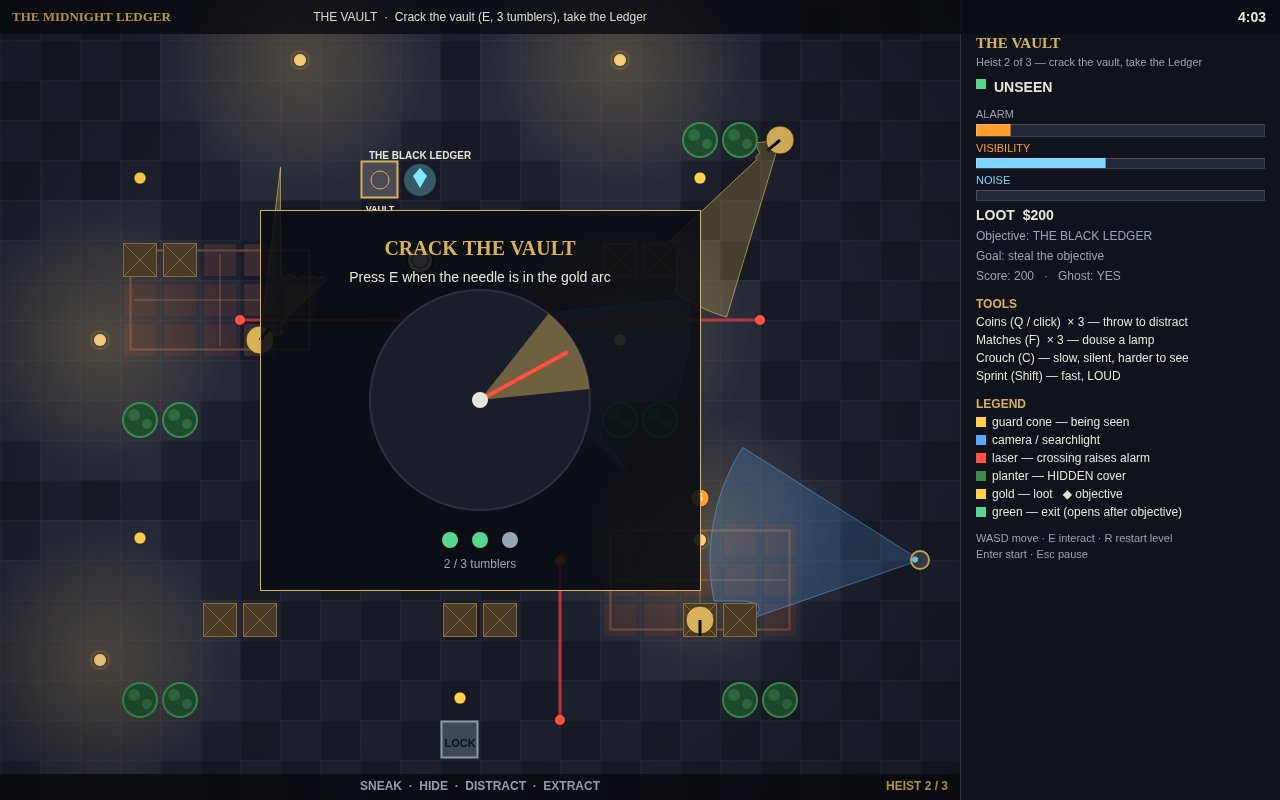 THE MIDNIGHT LEDGER
THE VAULT · Crack the vault (E, 3 tumblers), take the Ledger
4:03
THE BLACK LEDGER
VAULT
CRACK THE VAULT
Press E when the needle is in the gold arc
2 / 3 tumblers
LOCK
SNEAK · HIDE · DISTRACT · EXTRACT
HEIST 2 / 3
THE VAULT
Heist 2 of 3 — crack the vault, take the Ledger
UNSEEN
ALARM
VISIBILITY
NOISE
LOOT $200
Objective: THE BLACK LEDGER
Goal: steal the objective
Score: 200 · Ghost: YES
TOOLS
Coins (Q / click) × 3 — throw to distract
Matches (F) × 3 — douse a lamp
Crouch (C) — slow, silent, harder to see
Sprint (Shift) — fast, LOUD
LEGEND
guard cone — being seen
camera / searchlight
laser — crossing raises alarm
planter — HIDDEN cover
gold — loot ◆ objective
green — exit (opens after objective)
WASD move · E interact · R restart level
Enter start · Esc pause